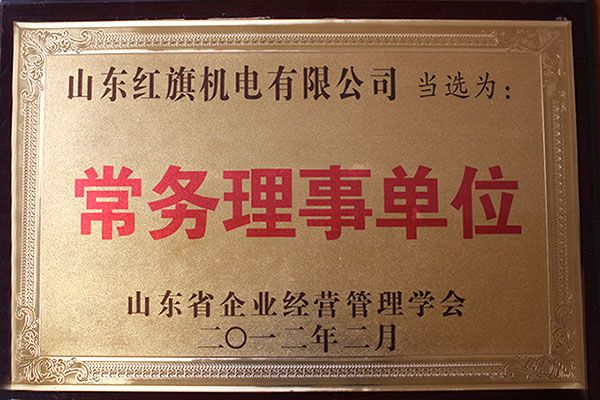 山东红旗机电有限公司 当选为：
常务理事单位
山东省企业经营管理学会
二〇一二年二月